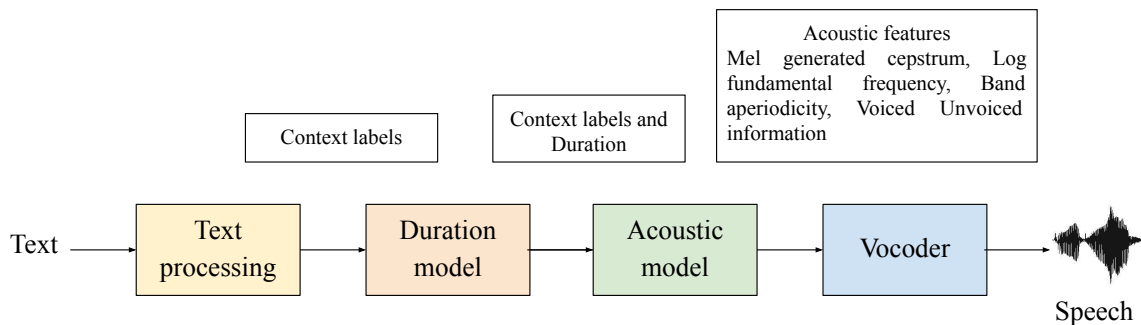 Acoustic features
Mel generated cepstrum, Log
fundamental frequency, Band
aperiodicity, Voiced Unvoiced
information
Context labels
Context labels and
Duration
Text
Text
processing
Duration
model
Acoustic
model
Vocoder
Speech